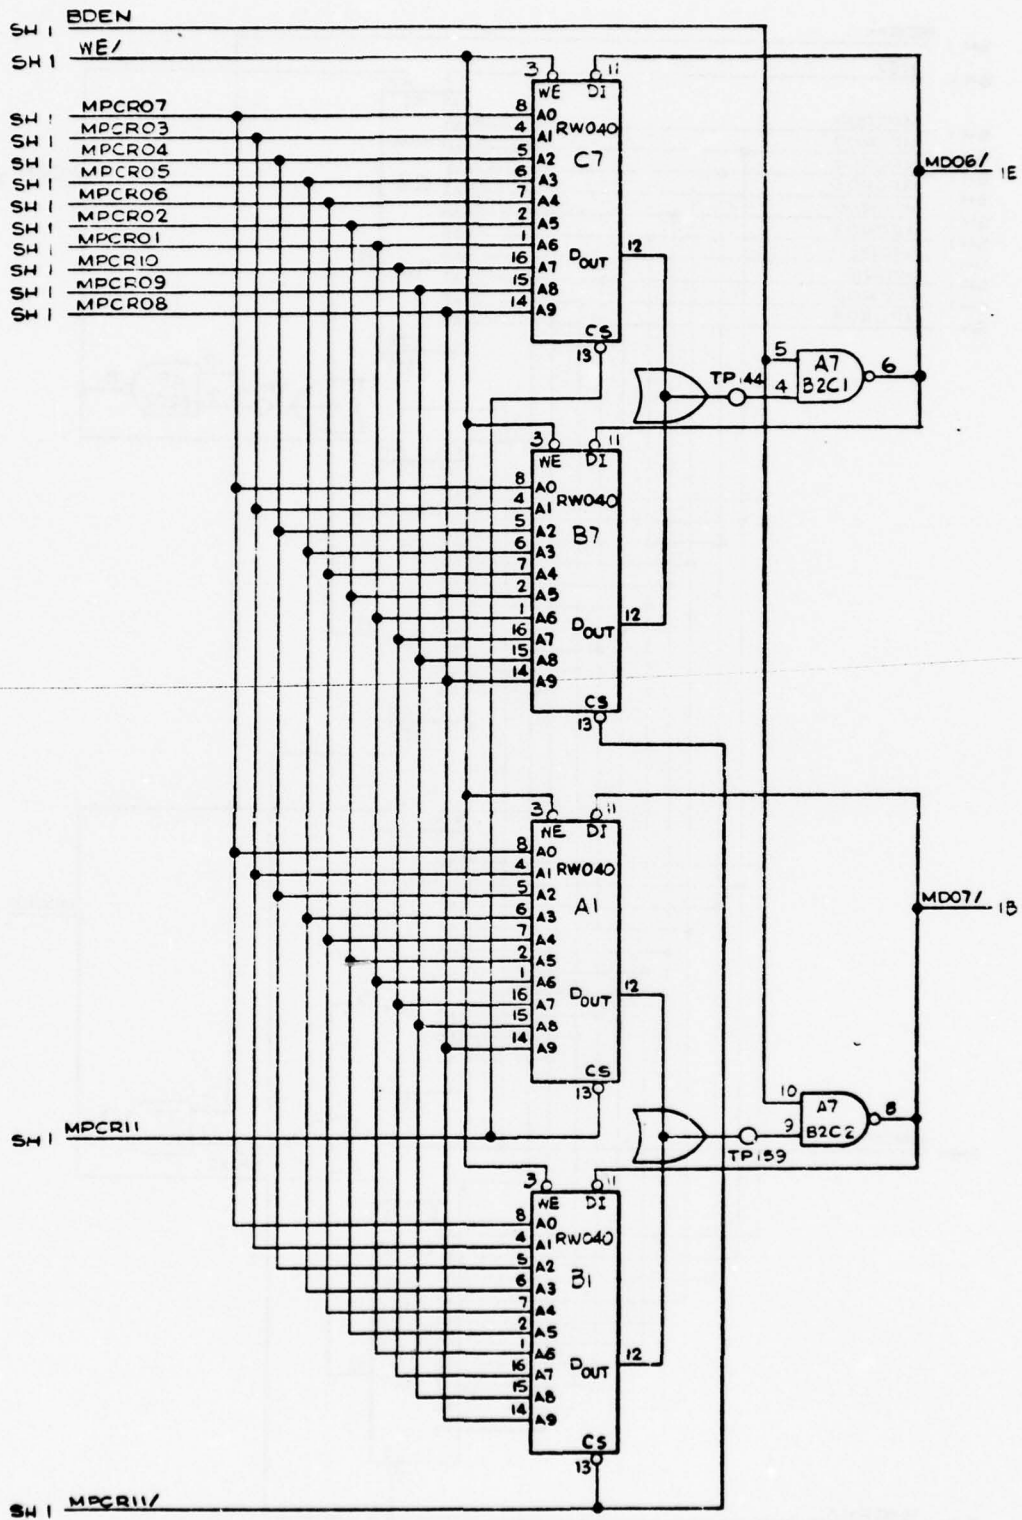 SH 1 BDEN
SH 1 WE/
SH 1 MPCR07
SH 1 MPCR03
SH 1 MPCR04
SH 1 MPCR05
SH 1 MPCR06
SH 1 MPCR02
SH 1 MPCR01
SH 1 MPCR10
SH 1 MPCR09
SH 1 MPCR08
3 11
WE DI
8 A0
4 A1 RW040
5 A2 C7
6 A3
7 A4
2 A5
1 A6
16 A7 DOUT 12
15 A8
14 A9
CS
13
MD06/ 1E
TP144
5 A7 6
4 B2C1
3 11
WE DI
8 A0
4 A1 RW040
5 A2 B7
6 A3
7 A4
2 A5
1 A6
16 A7 DOUT 12
15 A8
14 A9
CS
13
3 11
WE DI
8 A0
4 A1 RW040
5 A2 A1
6 A3
7 A4
2 A5
1 A6
16 A7 DOUT 12
15 A8
14 A9
CS
13
MD07/ 1B
SH 1 MPCR11
10 A7 8
9 B2C2
TP159
3 11
WE DI
8 A0
4 A1 RW040
5 A2 B1
6 A3
7 A4
2 A5
1 A6
16 A7 DOUT 12
15 A8
14 A9
CS
13
SH 1 MPCR11/